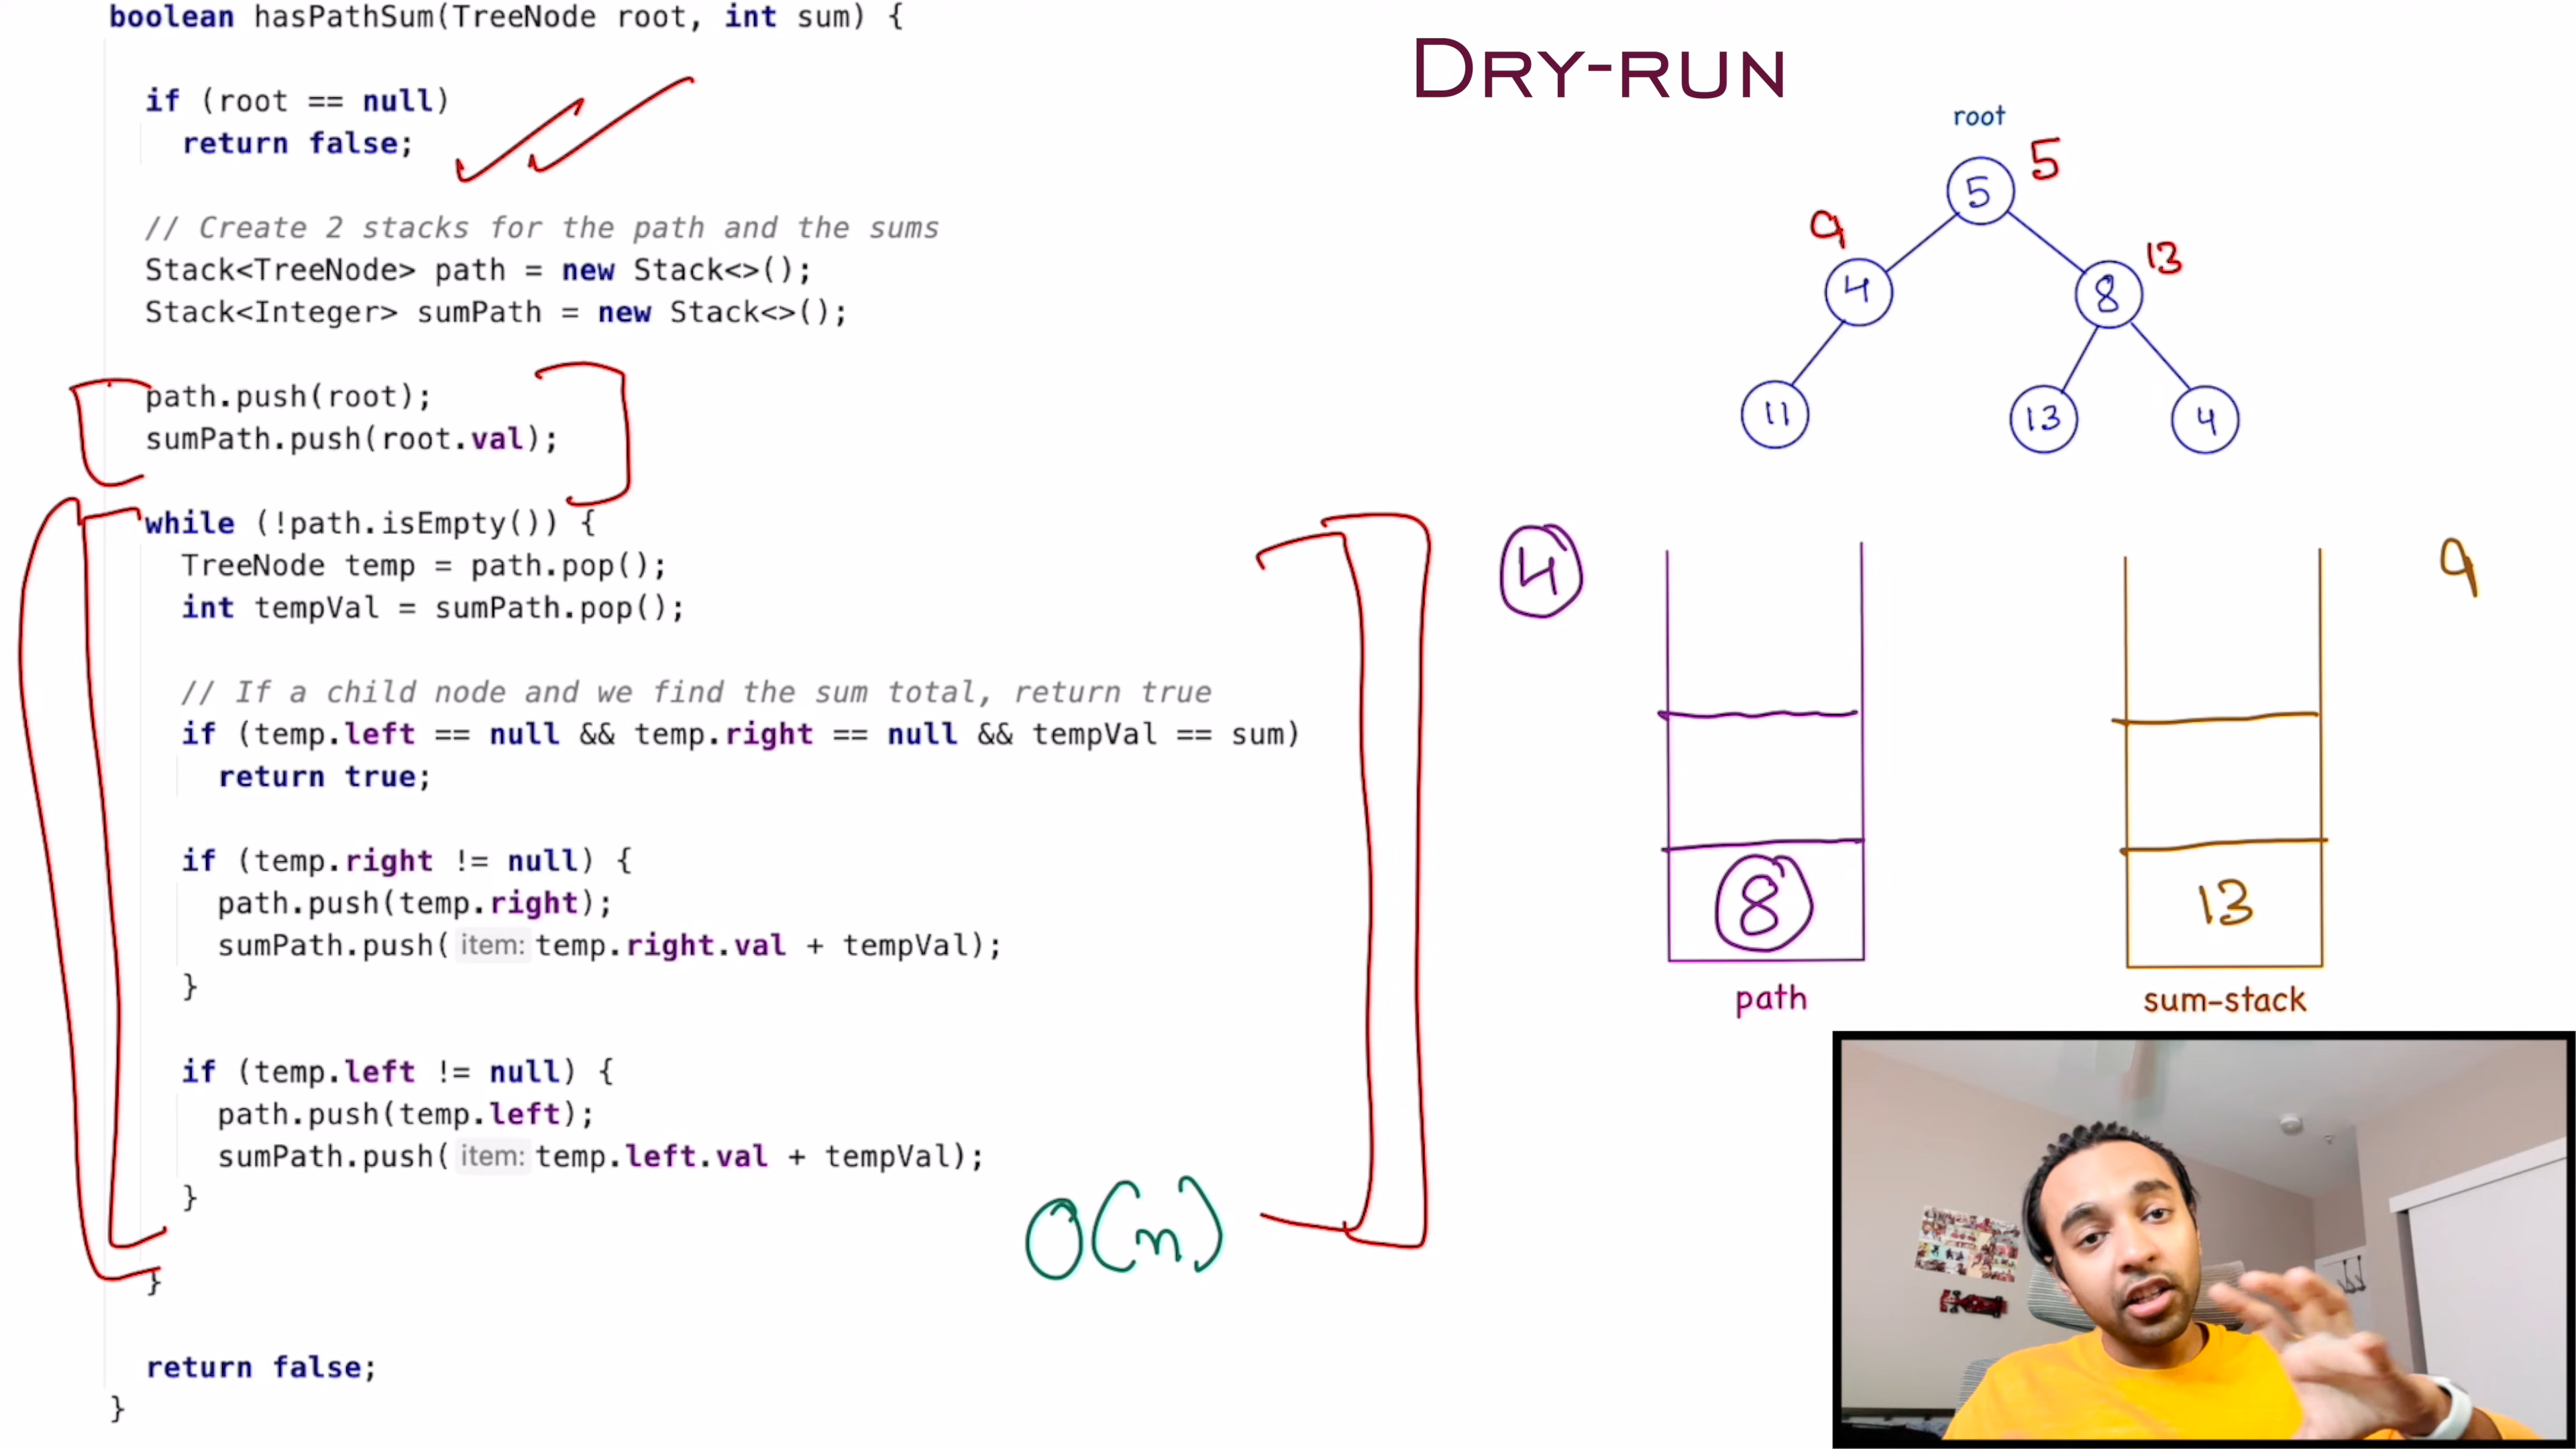 boolean hasPathSum(TreeNode root, int sum) {
if (root == null)
return false;
// Create 2 stacks for the path and the sums
Stack<TreeNode> path = new Stack<>();
Stack<Integer> sumPath = new Stack<>();
path.push(root);
sumPath.push(root.val);
while (!path.isEmpty()) {
TreeNode temp = path.pop();
int tempVal = sumPath.pop();
// If a child node and we find the sum total, return true
if (temp.left == null && temp.right == null && tempVal == sum)
return true;
if (temp.right != null) {
path.push(temp.right);
sumPath.push( item: temp.right.val + tempVal);
}
if (temp.left != null) {
path.push(temp.left);
sumPath.push( item: temp.left.val + tempVal);
}
}
return false;
}
O(n)
DRY-RUN
root
5 5
9
4
8 13
11
13
4
4
9
8
13
path
sum-stack